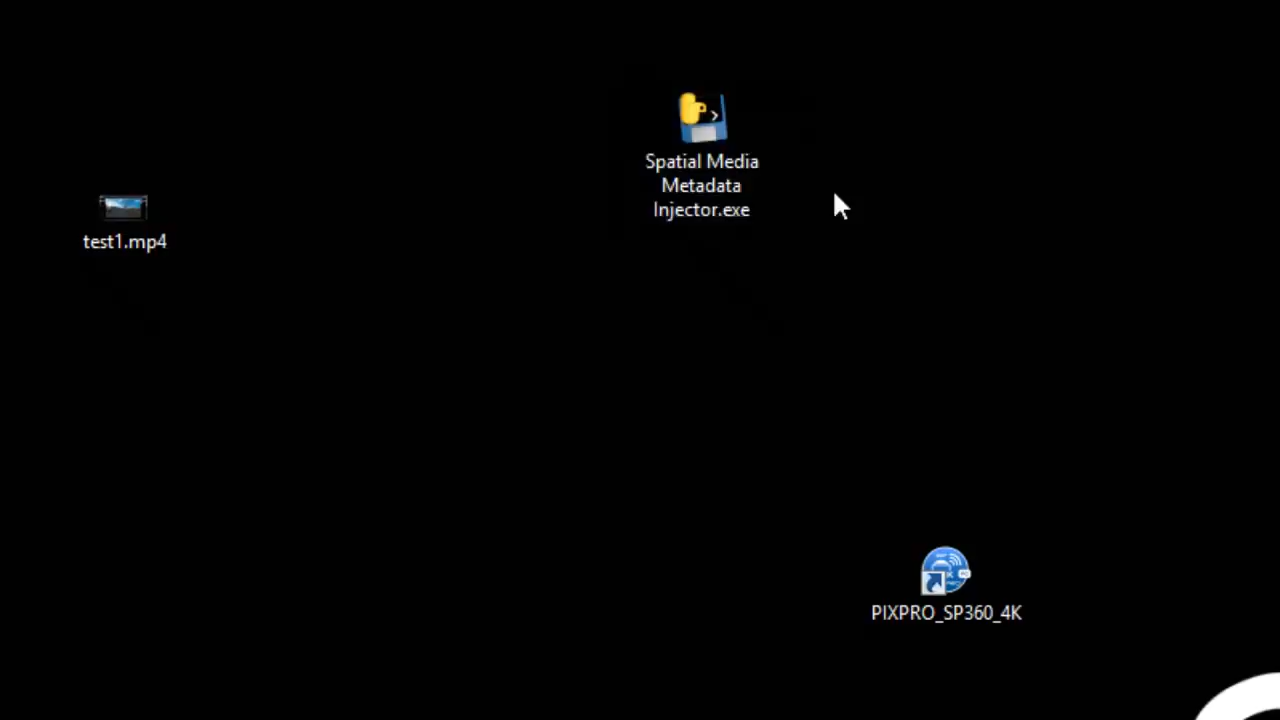 Spatial Media
Metadata
Injector.exe
test1.mp4
PIXPRO_SP360_4K